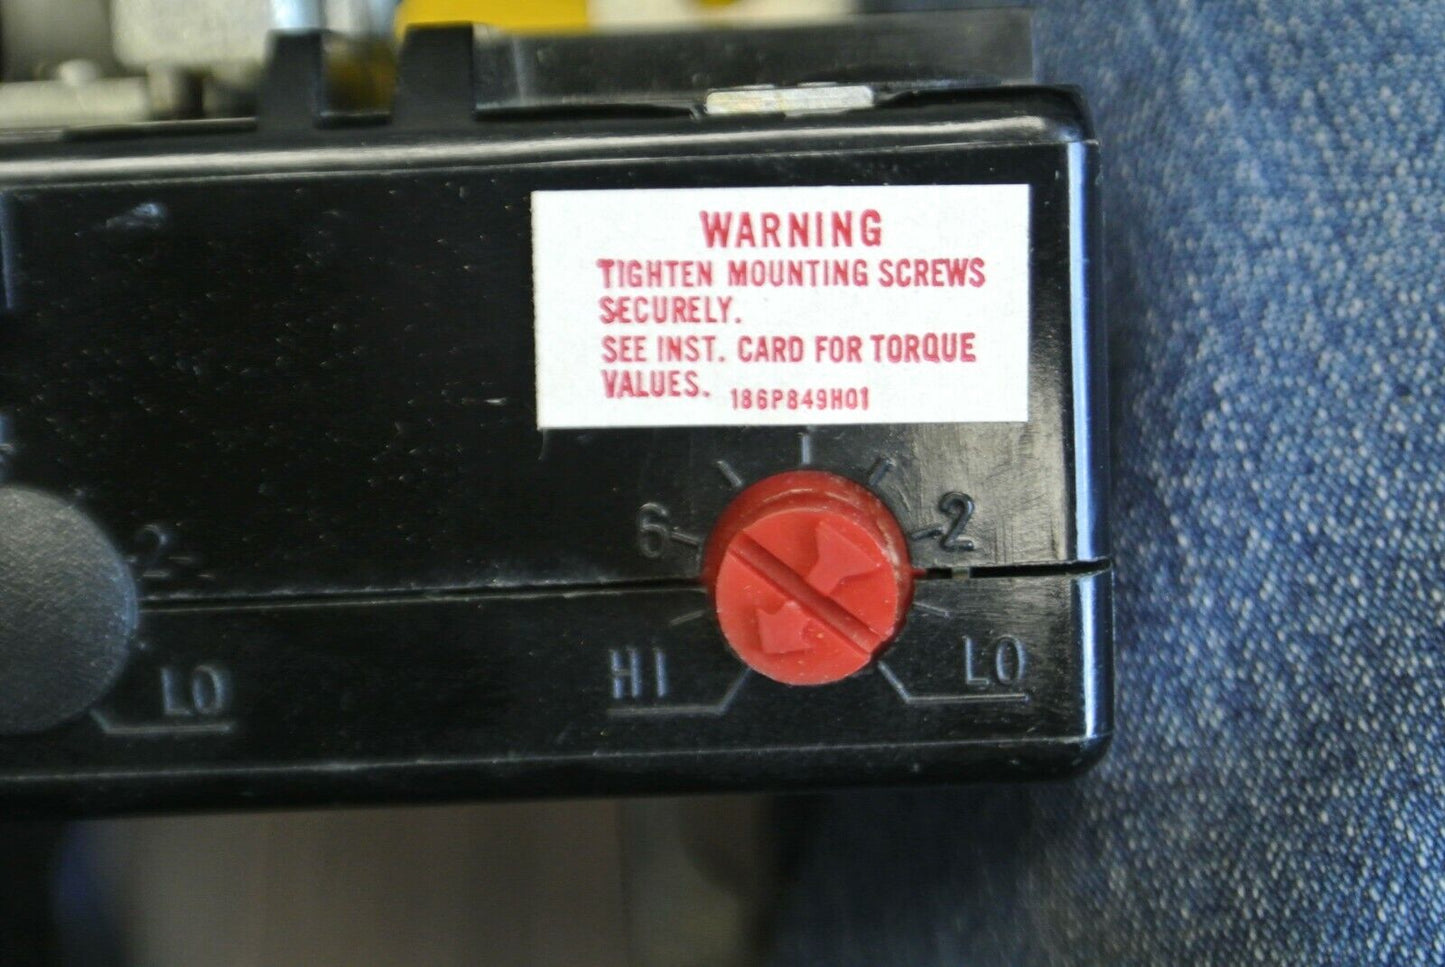 WARNING
TIGHTEN MOUNTING SCREWS
SECURELY.
SEE INST. CARD FOR TORQUE
VALUES. 186P849H01
6 2
2
HI LO
LO